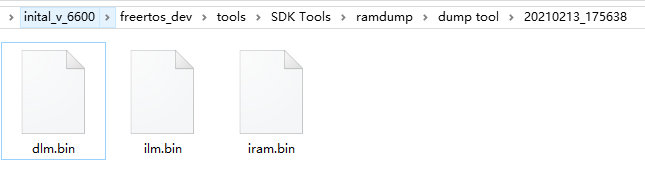 inital_v_6600 > freertos_dev > tools > SDK Tools > ramdump > dump tool > 20210213_175638
dlm.bin ilm.bin iram.bin